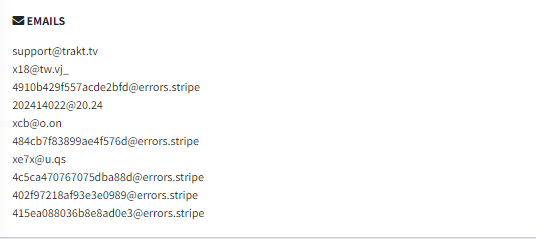 EMAILS
support@trakt.tv
x18@tw.vj_
4910b429f557acde2bfd@errors.stripe
202414022@20.24
xcb@o.on
484cb7f83899ae4f576d@errors.stripe
xe7x@u.qs
4c5ca470767075dba88d@errors.stripe
402f97218af93e3e0989@errors.stripe
415ea088036b8e8ad0e3@errors.stripe